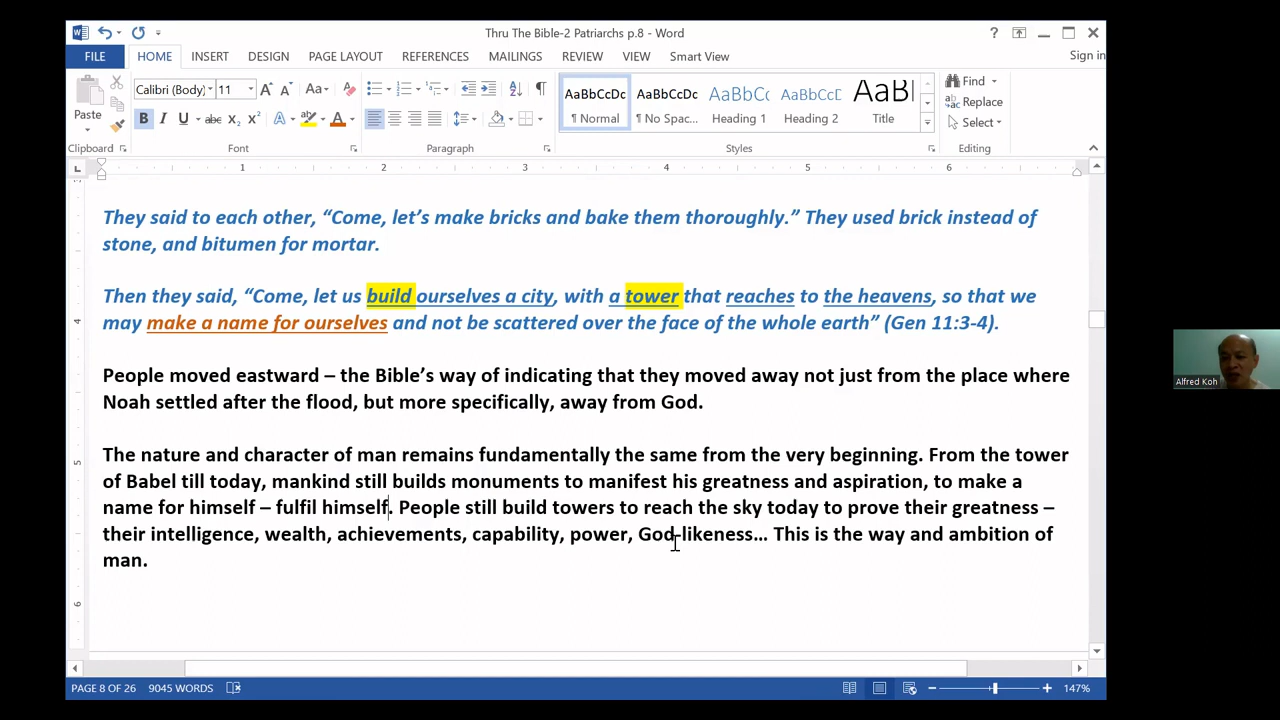 Thru The Bible-2 Patriarchs p.8 - Word
?
FILE HOME INSERT DESIGN PAGE LAYOUT REFERENCES MAILINGS REVIEW VIEW Smart View Sign in
Paste
Calibri (Body) 11
AaBbCcDc AaBbCcDc AaBbCc AaBbCcD AaBl
¶ Normal ¶ No Spac... Heading 1 Heading 2 Title
Find
Replace
Select
Clipboard Font Paragraph Styles Editing
1 2 3 4 5 6
They said to each other, “Come, let’s make bricks and bake them thoroughly.” They used brick instead of
stone, and bitumen for mortar.
Then they said, “Come, let us build ourselves a city, with a tower that reaches to the heavens, so that we
may make a name for ourselves and not be scattered over the face of the whole earth” (Gen 11:3-4).
People moved eastward – the Bible’s way of indicating that they moved away not just from the place where
Noah settled after the flood, but more specifically, away from God.
The nature and character of man remains fundamentally the same from the very beginning. From the tower
of Babel till today, mankind still builds monuments to manifest his greatness and aspiration, to make a
name for himself – fulfil himself. People still build towers to reach the sky today to prove their greatness –
their intelligence, wealth, achievements, capability, power, God-likeness… This is the way and ambition of
man.
4
5
6
Alfred Koh
PAGE 8 OF 26 9045 WORDS 147%